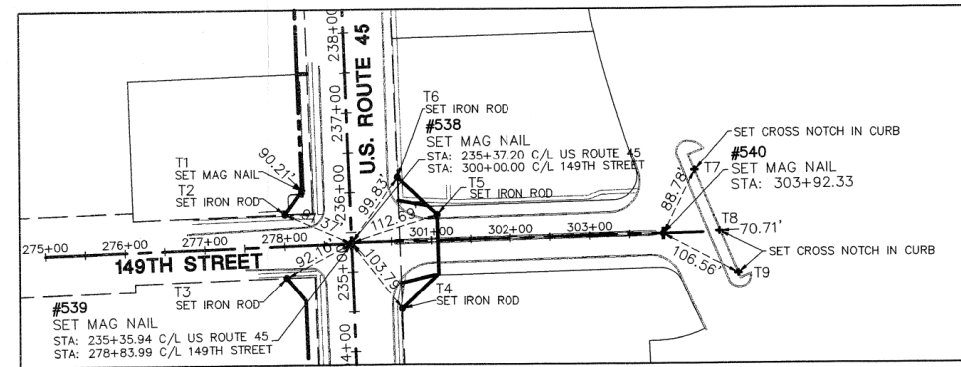 238+00
237+00
236+00
235+00
U.S. ROUTE 45
T6
SET IRON ROD
#538
SET MAG NAIL
STA: 235+37.20 C/L US ROUTE 45
STA: 300+00.00 C/L 149TH STREET
T5
SET IRON ROD
T1
SET MAG NAIL
T2
SET IRON ROD
90.21'
99.83'
112.69'
92.10'
103.79'
275+00
276+00
277+00
278+00
301+00
302+00
303+00
149TH STREET
T3
SET IRON ROD
T4
SET IRON ROD
#539
SET MAG NAIL
STA: 235+35.94 C/L US ROUTE 45
STA: 278+83.99 C/L 149TH STREET
SET CROSS NOTCH IN CURB
#540
T7
SET MAG NAIL
STA: 303+92.33
88.78'
T8
70.71'
SET CROSS NOTCH IN CURB
106.56'
T9